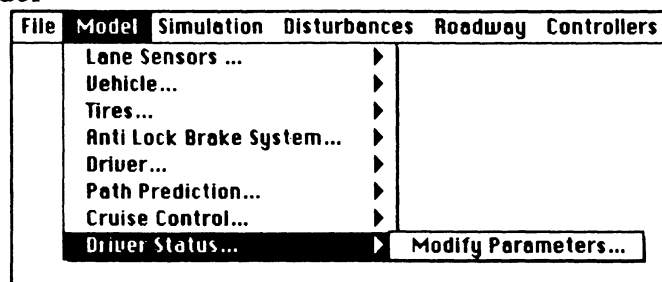 File Model Simulation Disturbances Roadway Controllers
Lane Sensors ...
Vehicle...
Tires...
Anti Lock Brake System...
Driver...
Path Prediction...
Cruise Control...
Driver Status... Modify Parameters...